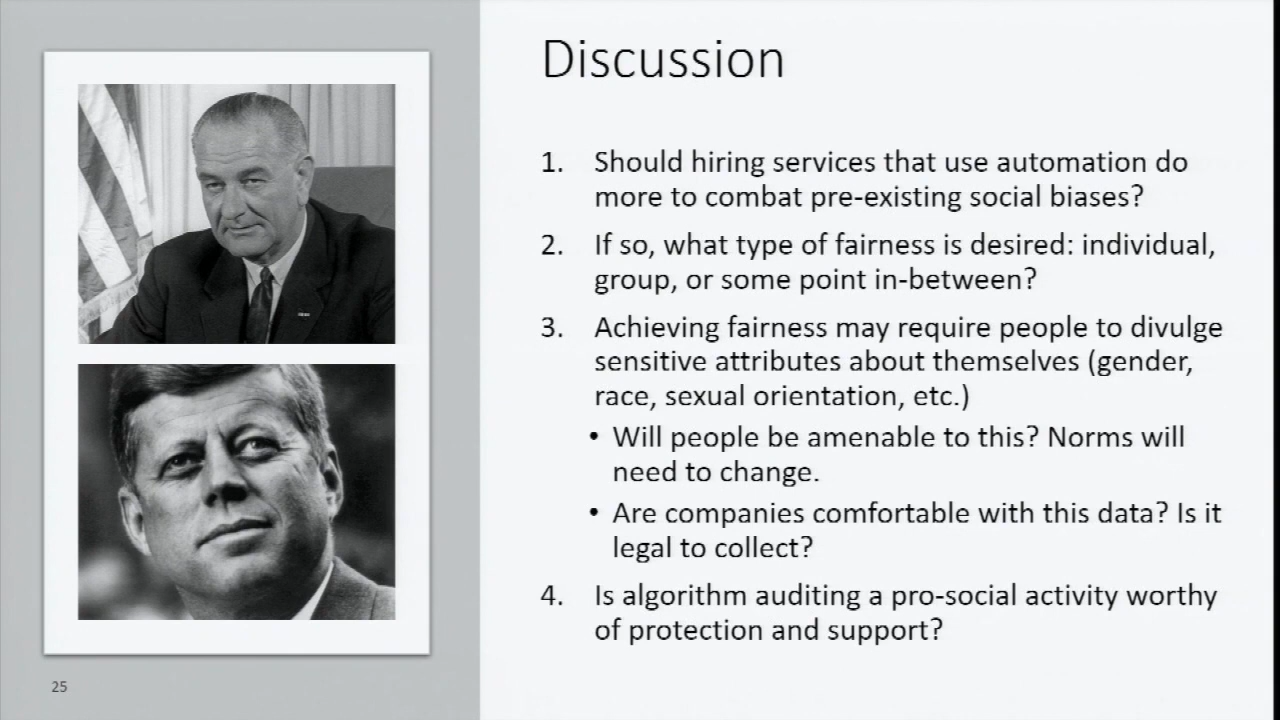 Discussion
1. Should hiring services that use automation do
more to combat pre-existing social biases?
2. If so, what type of fairness is desired: individual,
group, or some point in-between?
3. Achieving fairness may require people to divulge
sensitive attributes about themselves (gender,
race, sexual orientation, etc.)
• Will people be amenable to this? Norms will
need to change.
• Are companies comfortable with this data? Is it
legal to collect?
4. Is algorithm auditing a pro-social activity worthy
of protection and support?
25